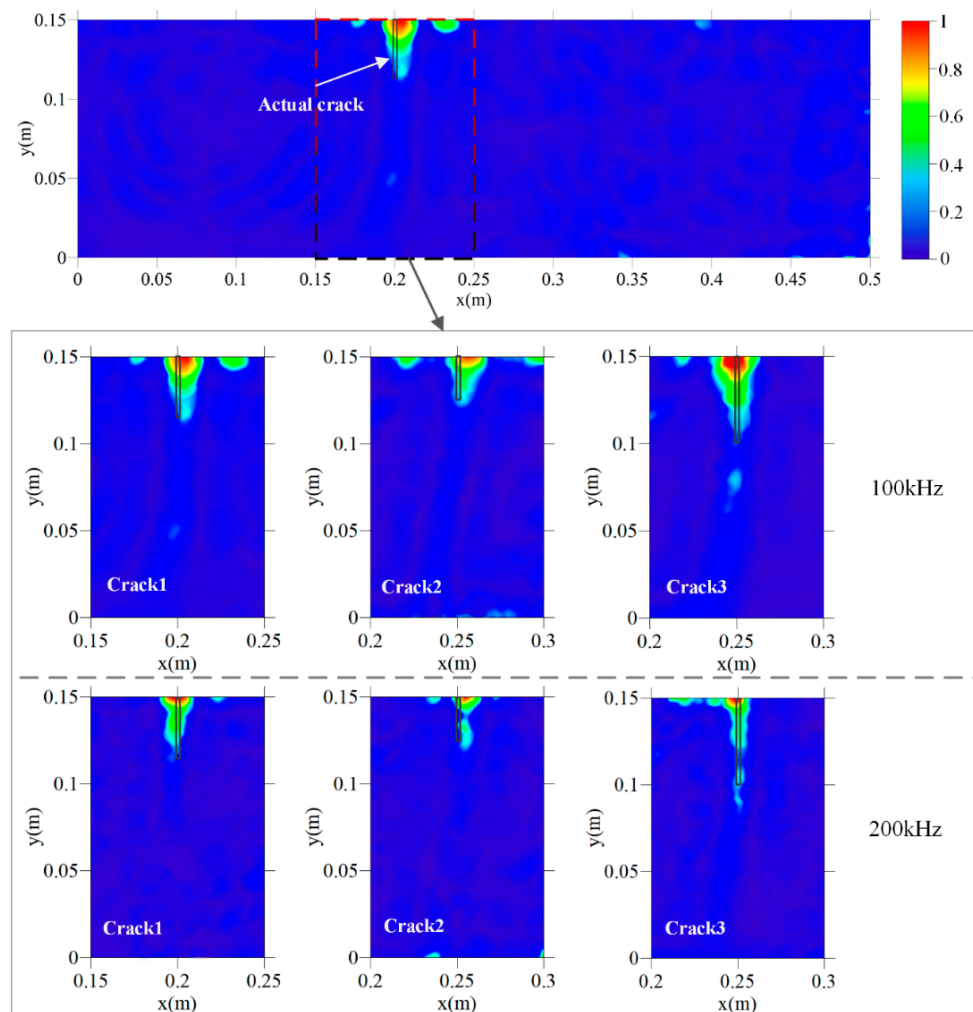 0.15
0.1
0.05
0
y(m)
Actual crack
0 0.05 0.1 0.15 0.2 0.25 0.3 0.35 0.4 0.45 0.5
x(m)
1
0.8
0.6
0.4
0.2
0
0.15 0.15 0.15
0.1 0.1 0.1
y(m) y(m) y(m) 100kHz
0.05 0.05 0.05
Crack1 Crack2 Crack3
0 0 0
0.15 0.2 0.25 0.2 0.25 0.3 0.2 0.25 0.3
x(m) x(m) x(m)
0.15 0.15 0.15
0.1 0.1 0.1
y(m) y(m) y(m) 200kHz
0.05 0.05 0.05
Crack1 Crack2 Crack3
0 0 0
0.15 0.2 0.25 0.2 0.25 0.3 0.2 0.25 0.3
x(m) x(m) x(m)